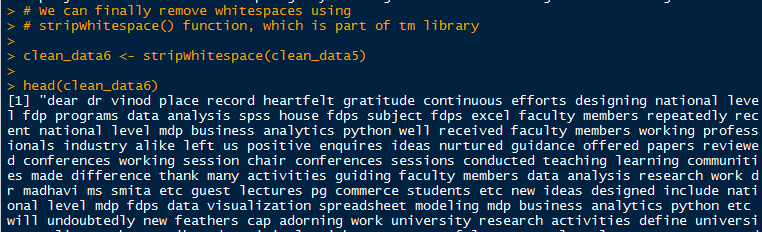 > # We can finally remove whitespaces using
> # stripWhitespace() function, which is part of tm library
>
> clean_data6 <- stripWhitespace(clean_data5)
>
> head(clean_data6)
[1] "dear dr vinod place record heartfelt gratitude continuous efforts designing national leve
l fdp programs data analysis spss house fdps subject fdps excel faculty members repeatedly rec
ent national level mdp business analytics python well received faculty members working profess
ionals industry alike left us positive enquires ideas nurtured guidance offered papers reviewe
d conferences working session chair conferences sessions conducted teaching learning communiti
es made difference thank many activities guiding faculty members data analysis research work d
r madhavi ms smita etc guest lectures pg commerce students etc new ideas designed include nati
onal level mdp fdps data visualization spreadsheet modeling mdp business analytics python etc
will undoubtedly new feathers cap adorning work university research activities define universi